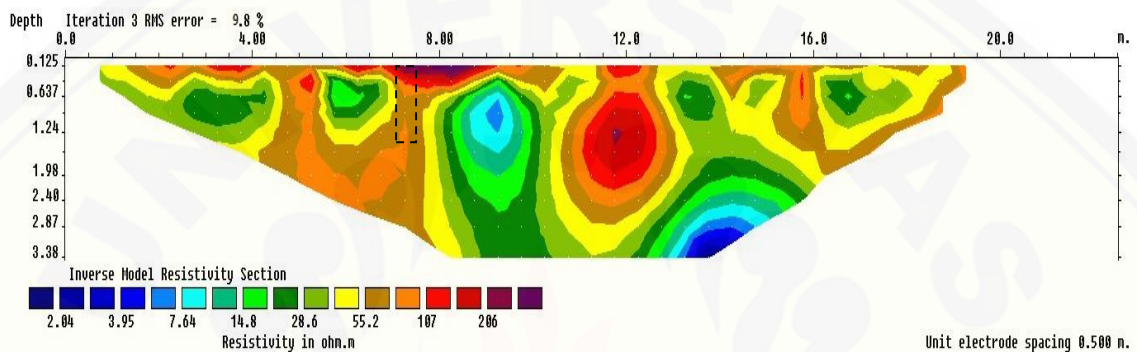 Depth Iteration 3 RMS error = 9.8 %
0.0 4.00 8.00 12.0 16.0 20.0 m.
0.125
0.637
1.24
1.98
2.40
2.87
3.38
Inverse Model Resistivity Section
2.04 3.95 7.64 14.8 28.6 55.2 107 206
Resistivity in ohm.m
Unit electrode spacing 0.500 m.